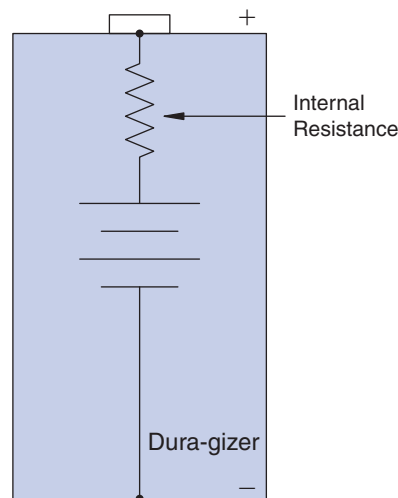 +
Internal
Resistance
Dura-gizer
–